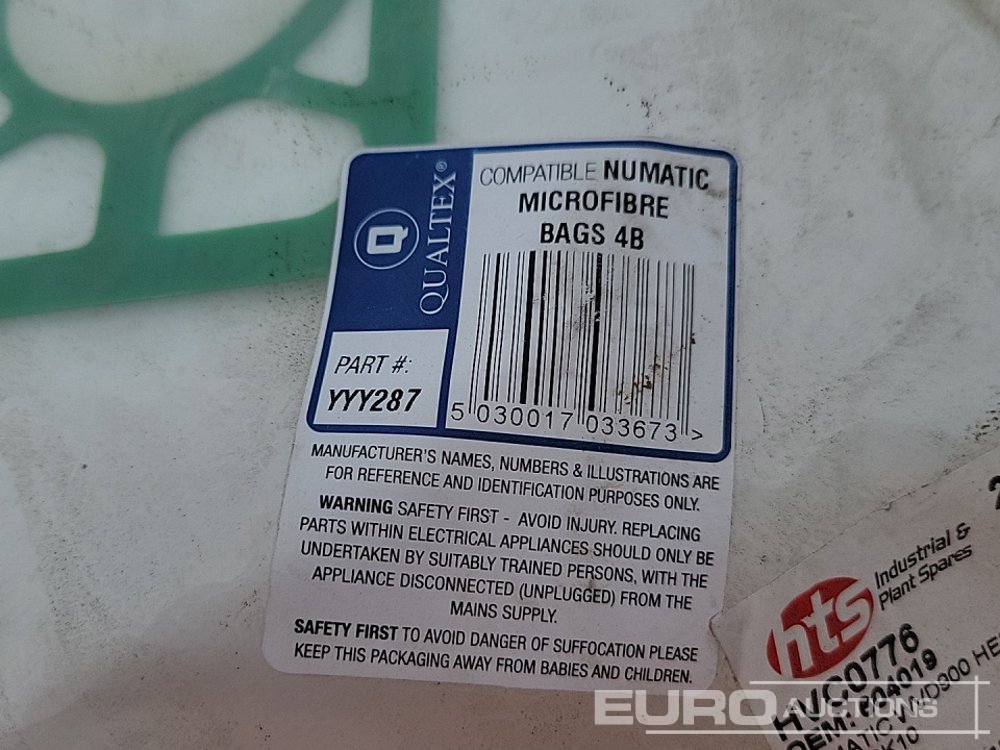 QUALTEX®
Q
COMPATIBLE NUMATIC
MICROFIBRE
BAGS 4B
PART #:
YYY287
5 030017 033673 >
MANUFACTURER'S NAMES, NUMBERS & ILLUSTRATIONS ARE
FOR REFERENCE AND IDENTIFICATION PURPOSES ONLY.
WARNING SAFETY FIRST - AVOID INJURY. REPLACING
PARTS WITHIN ELECTRICAL APPLIANCES SHOULD ONLY BE
UNDERTAKEN BY SUITABLY TRAINED PERSONS, WITH THE
APPLIANCE DISCONNECTED (UNPLUGGED) FROM THE
MAINS SUPPLY.
SAFETY FIRST TO AVOID DANGER OF SUFFOCATION PLEASE
KEEP THIS PACKAGING AWAY FROM BABIES AND CHILDREN.
hts
Industrial &
Plant Spares
HVC0776
OEM: 604019
EURO AUCTIONS